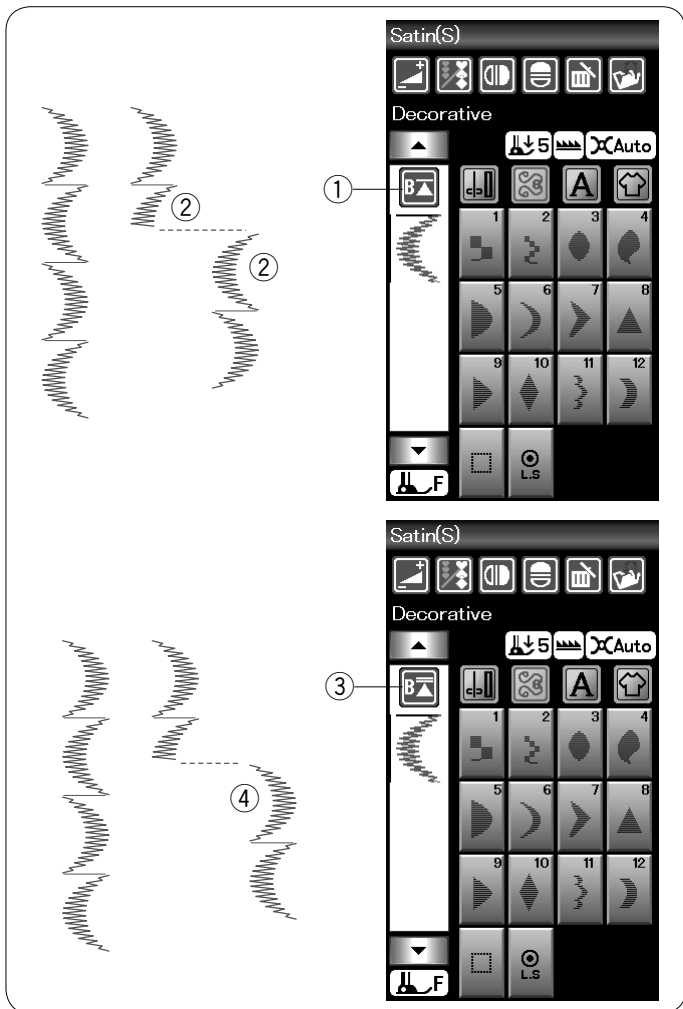 Satin(S)
Decorative
5 Auto
① B A
② 1 2 3 4
②
5 6 7 8
9 10 11 12
L.S
F
Satin(S)
Decorative
5 Auto
③ B A
1 2 3 4
④ 5 6 7 8
9 10 11 12
L.S
F